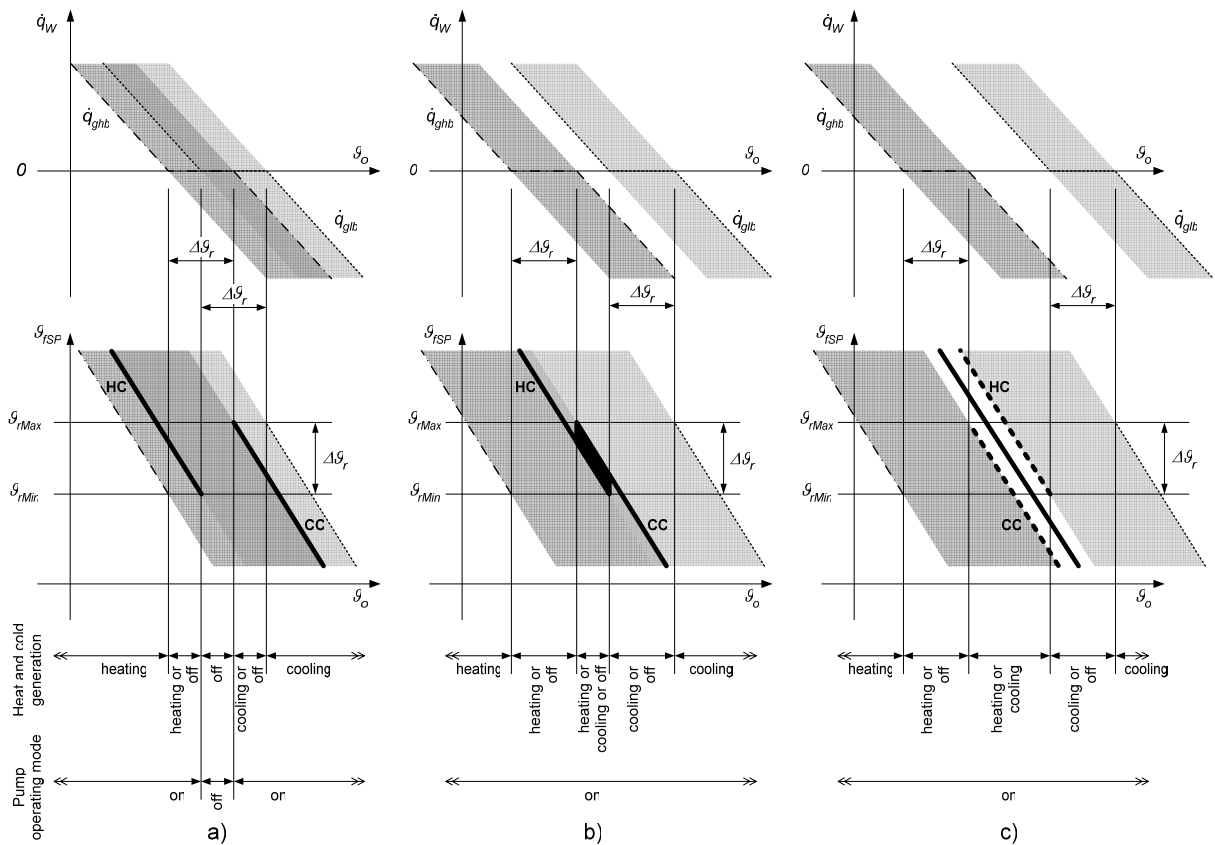 q̇W
q̇W
q̇W
q̇ghb
q̇ghb
q̇ghb
0
ϑo
0
ϑo
0
ϑo
q̇glb
q̇glb
q̇glb
Δϑr
Δϑr
Δϑr
Δϑr
Δϑr
Δϑr
ϑfSP
ϑfSP
ϑfSP
HC
HC
HC
ϑrMax
ϑrMax
ϑrMax
Δϑr
Δϑr
Δϑr
ϑrMin
ϑrMin
ϑrMin
CC
CC
CC
ϑo
ϑo
ϑo
Heat and cold
generation
heating
heating or
off
off
cooling or
off
cooling
heating
heating or
off
heating or
cooling or off
cooling or
off
cooling
heating
heating or
off
heating or
cooling
cooling or
off
cooling
Pump
operating mode
on
off
on
on
on
a)
b)
c)